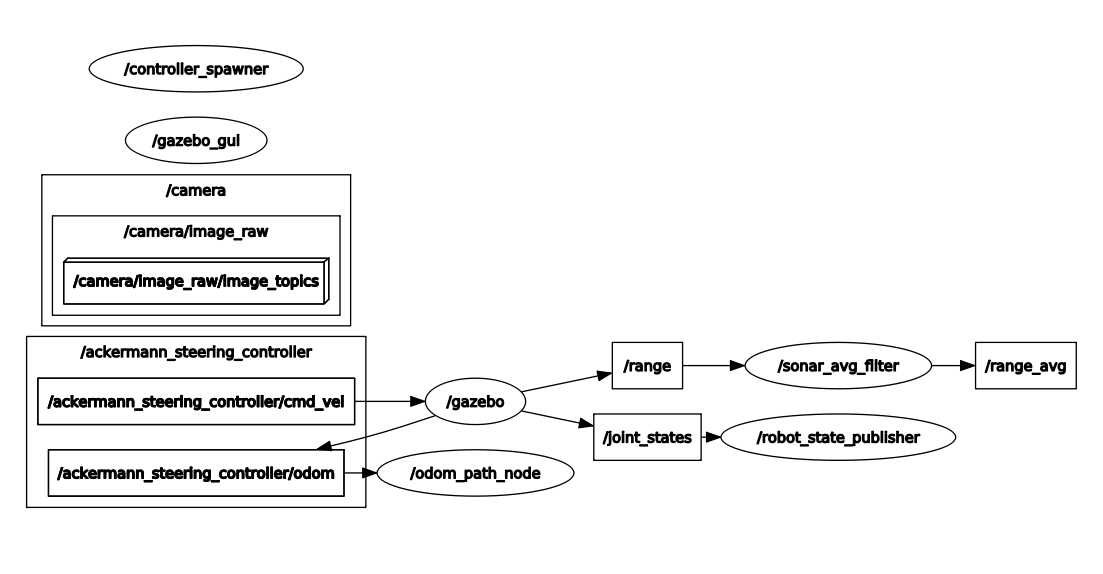 /controller_spawner
/gazebo_gui
/camera
/camera/image_raw
/camera/image_raw/image_topics
/ackermann_steering_controller
/ackermann_steering_controller/cmd_vel
/ackermann_steering_controller/odom
/gazebo
/odom_path_node
/range
/joint_states
/sonar_avg_filter
/robot_state_publisher
/range_avg